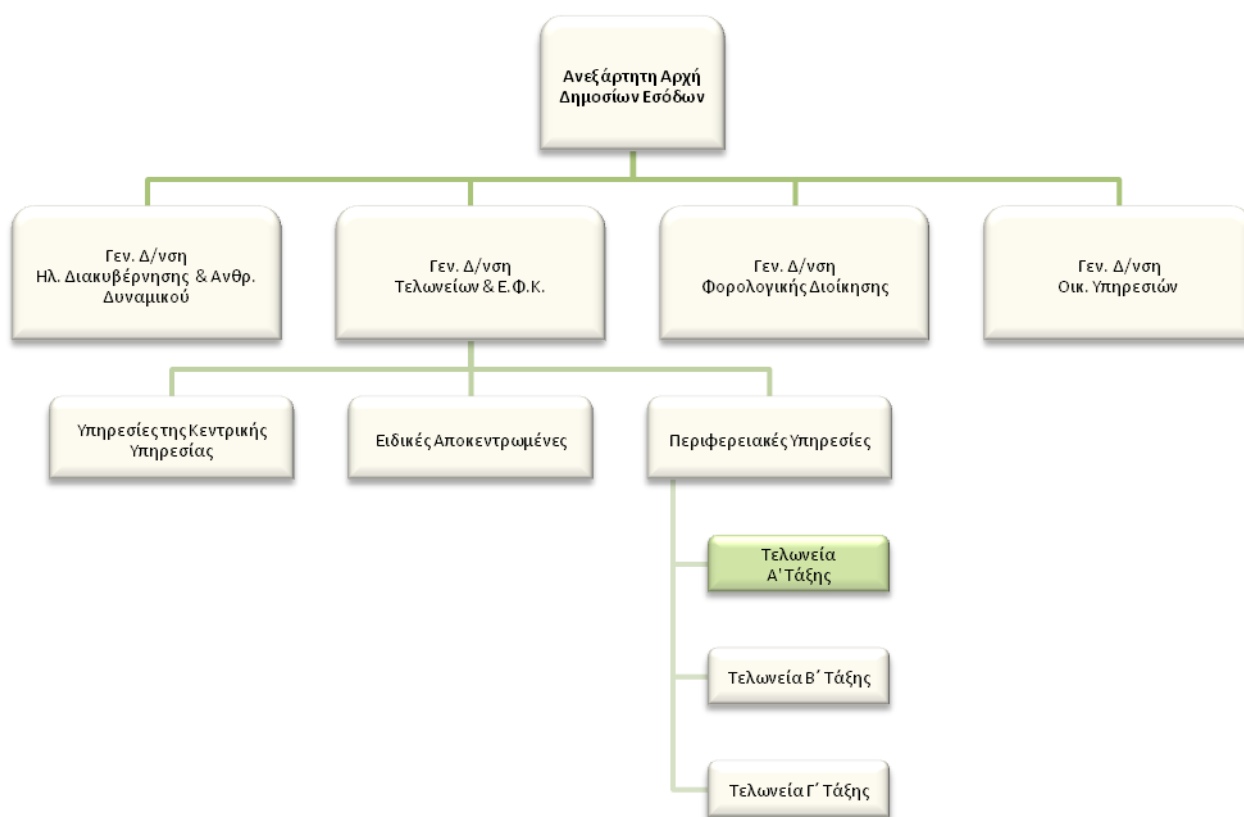 Ανεξάρτητη Αρχή
Δημοσίων Εσόδων
Γεν. Δ/νση
Ηλ. Διακυβέρνησης & Ανθρ.
Δυναμικού
Γεν. Δ/νση
Τελωνείων & Ε.Φ.Κ.
Γεν. Δ/νση
Φορολογικής Διοίκησης
Γεν. Δ/νση
Οικ. Υπηρεσιών
Υπηρεσίες της Κεντρικής
Υπηρεσίας
Ειδικές Αποκεντρωμένες
Περιφερειακές Υπηρεσίες
Τελωνεία
Α' Τάξης
Τελωνεία Β΄ Τάξης
Τελωνεία Γ΄ Τάξης